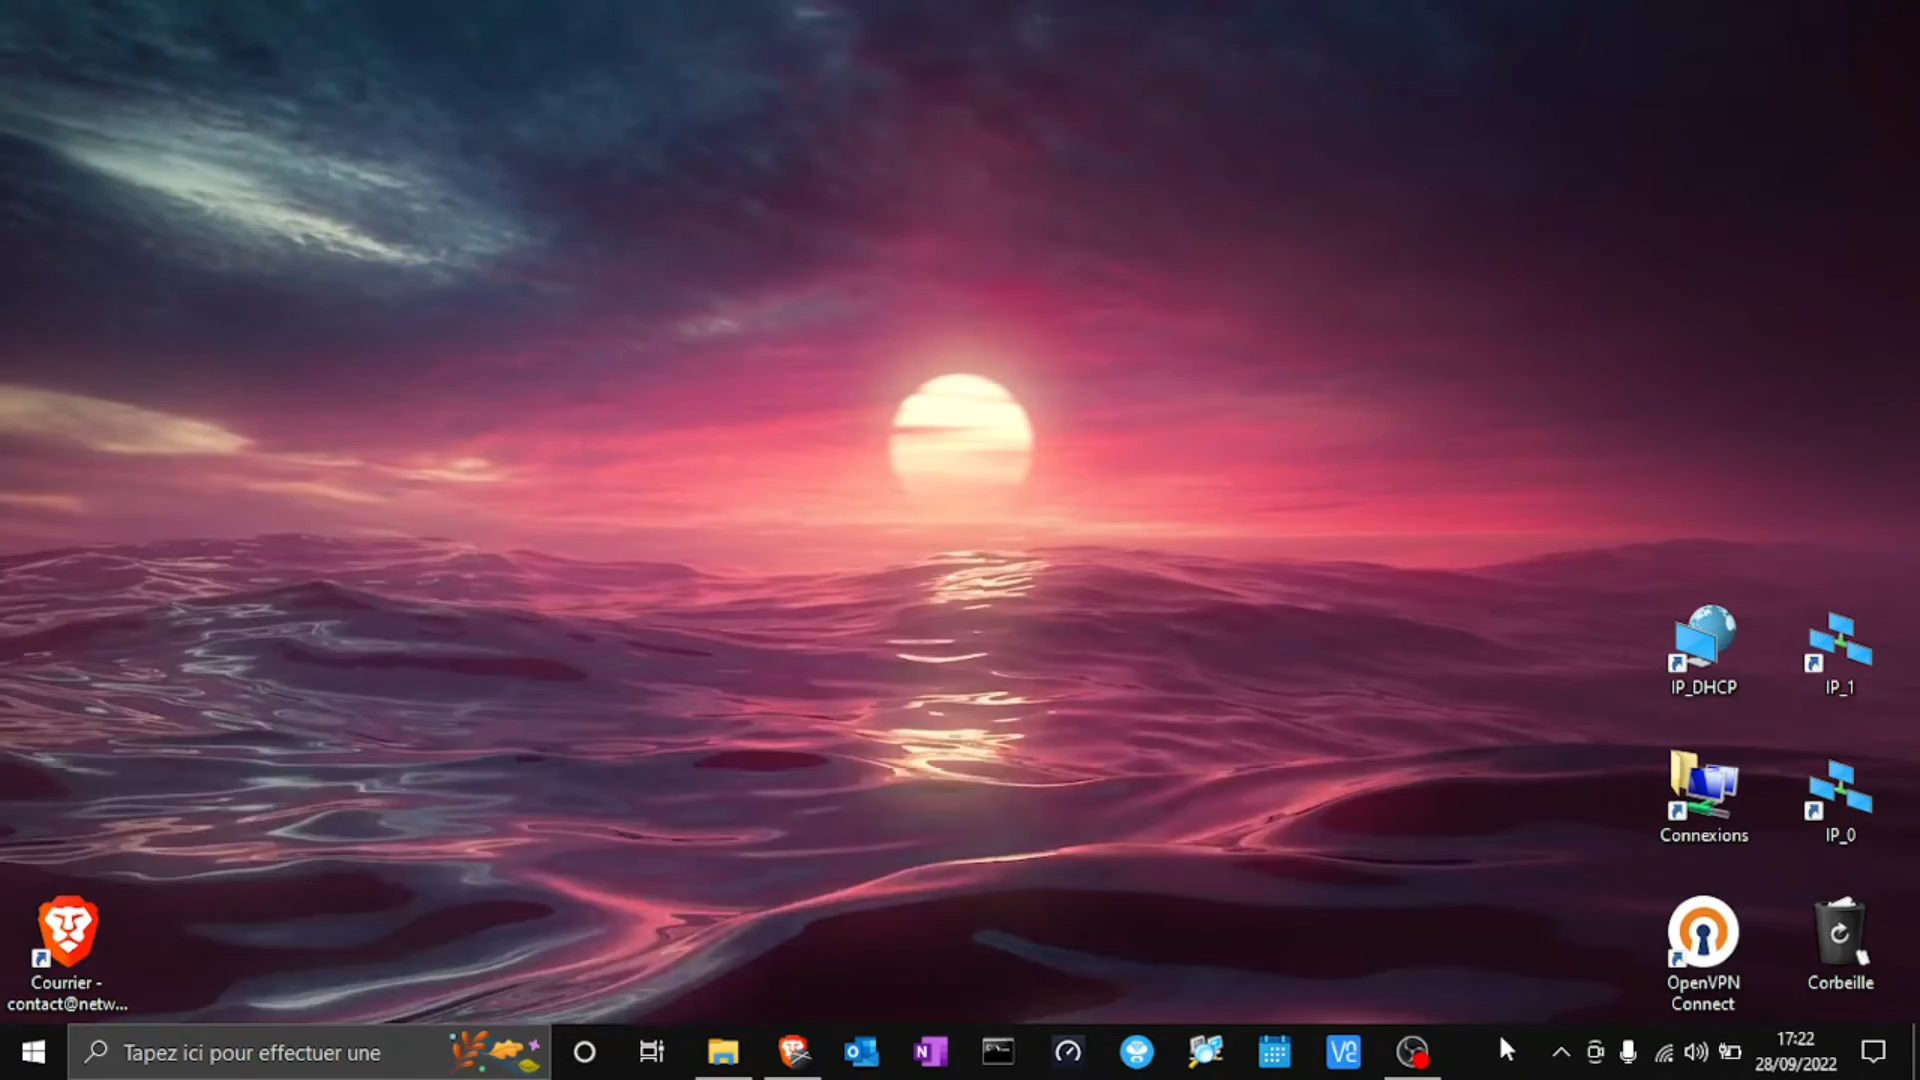 IP_DHCP
IP_1
Connexions
IP_0
Courrier -
contact@netw...
OpenVPN
Connect
Corbeille
Tapez ici pour effectuer une
17:22
28/09/2022